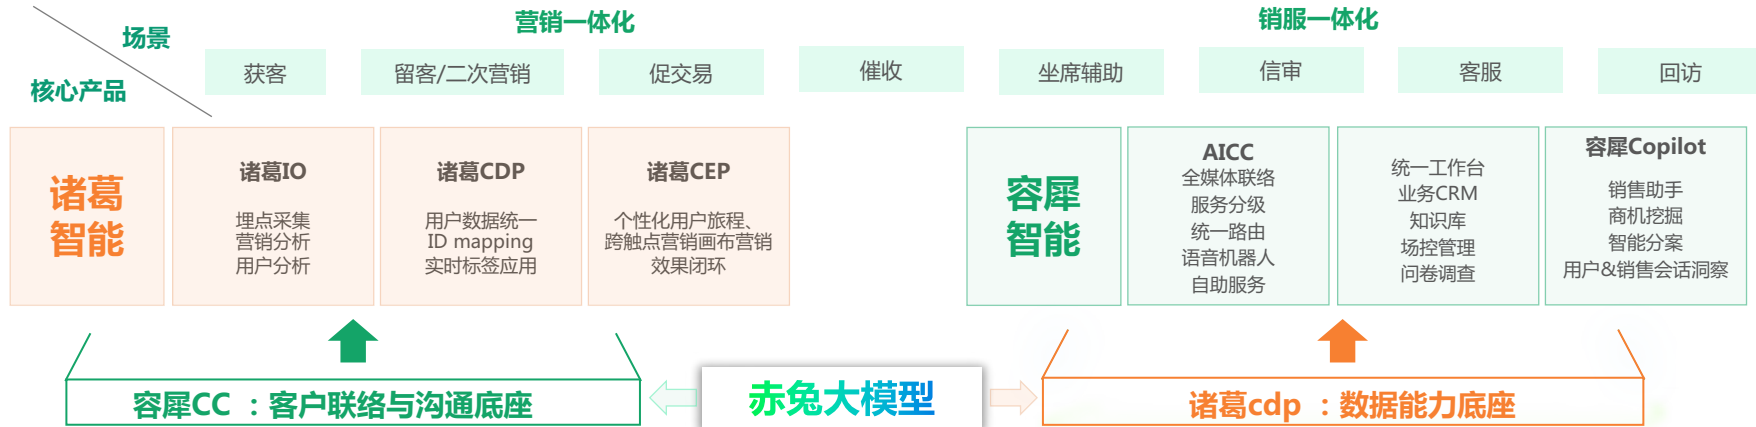 营销一体化
销服一体化
场景
核心产品
获客
留客/二次营销
促交易
催收
坐席辅助
信审
客服
回访
诸葛
智能
诸葛IO
埋点采集
营销分析
用户分析
诸葛CDP
用户数据统一
ID mapping
实时标签应用
诸葛CEP
个性化用户旅程、
跨触点营销画布营销
效果闭环
容犀
智能
AICC
全媒体联络
服务分级
统一路由
语音机器人
自助服务
统一工作台
业务CRM
知识库
场控管理
问卷调查
容犀Copilot
销售助手
商机挖掘
智能分案
用户&销售会话洞察
容犀CC ：客户联络与沟通底座
赤兔大模型
诸葛cdp ：数据能力底座